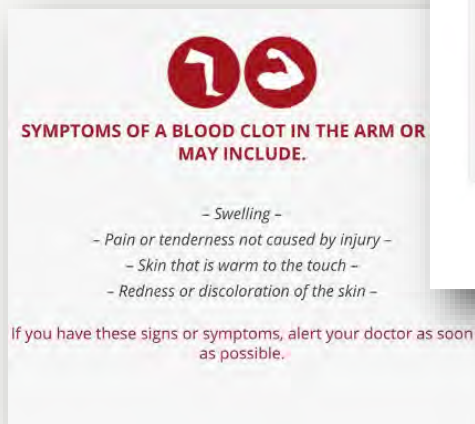 SYMPTOMS OF A BLOOD CLOT IN THE ARM OR
MAY INCLUDE.
– Swelling –
– Pain or tenderness not caused by injury –
– Skin that is warm to the touch –
– Redness or discoloration of the skin –
If you have these signs or symptoms, alert your doctor as soon
as possible.